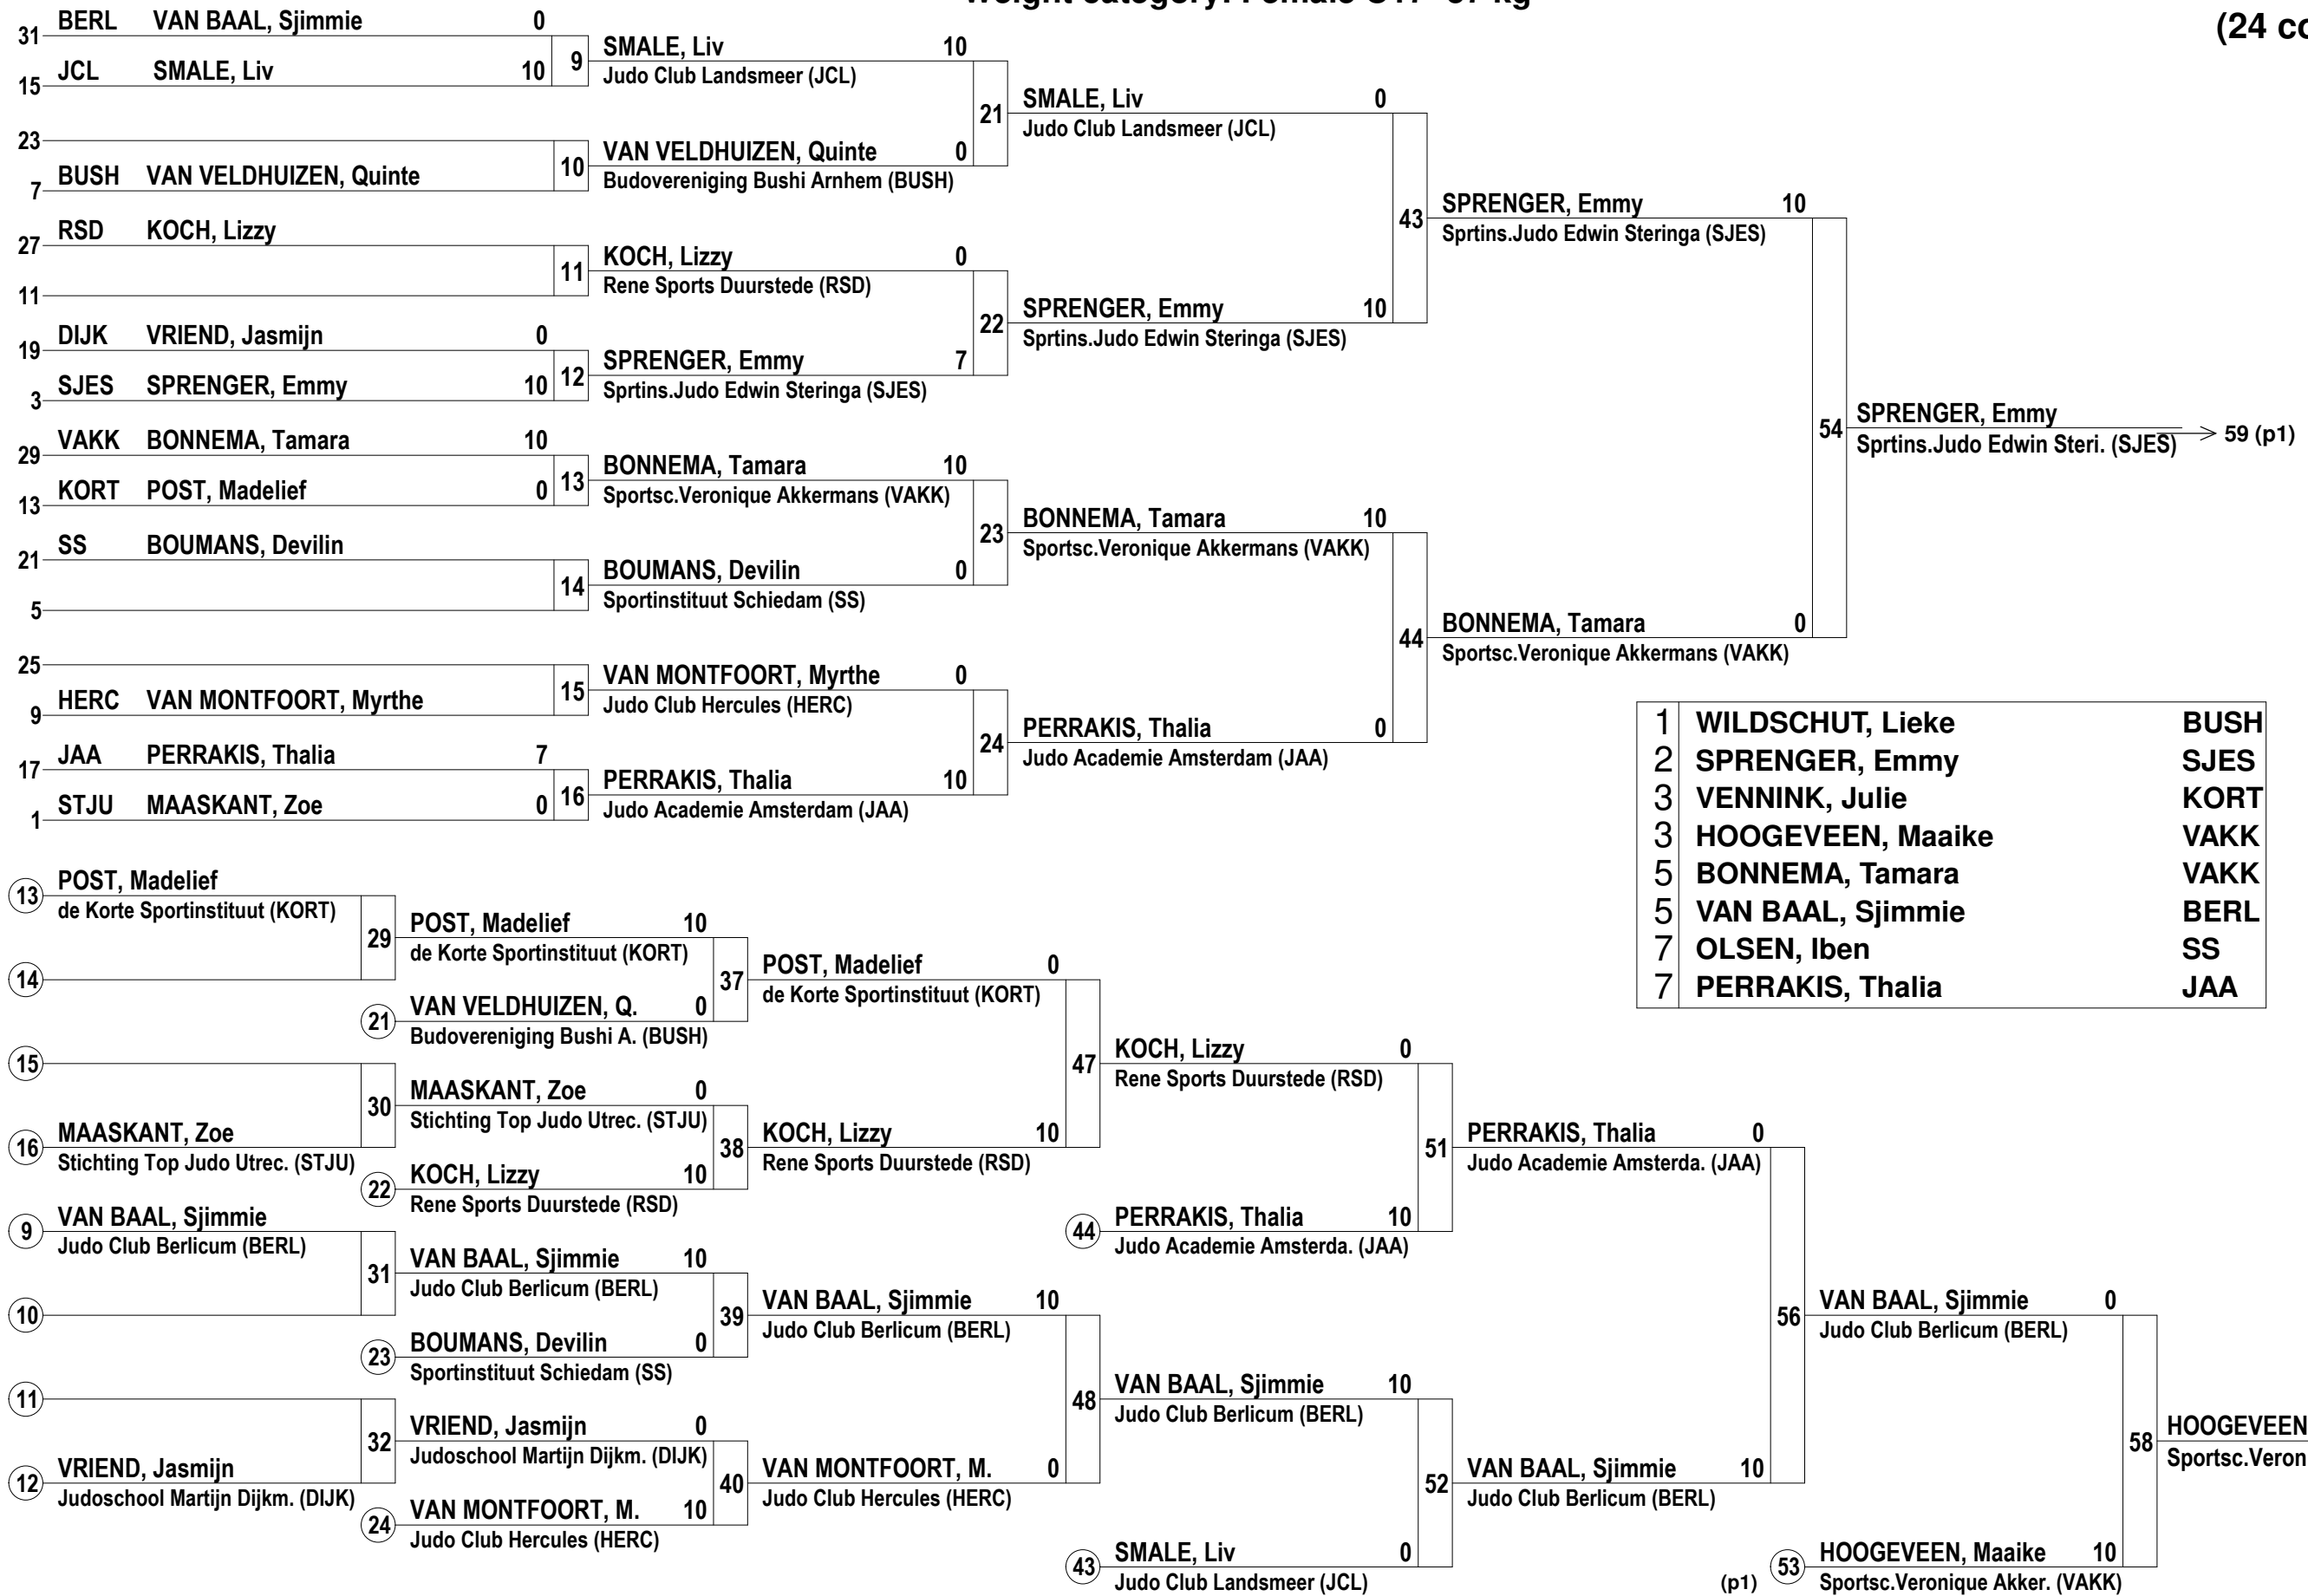 (24 co
31 BERL VAN BAAL, Sjimmie 0
15 JCL SMALE, Liv 10
9 SMALE, Liv 10
Judo Club Landsmeer (JCL)
23
7 BUSH VAN VELDHUIZEN, Quinte
10 VAN VELDHUIZEN, Quinte 0
Budovereniging Bushi Arnhem (BUSH)
21 SMALE, Liv 0
Judo Club Landsmeer (JCL)
27 RSD KOCH, Lizzy
11
11 KOCH, Lizzy 0
Rene Sports Duurstede (RSD)
19 DIJK VRIEND, Jasmijn 0
3 SJES SPRENGER, Emmy 10
12 SPRENGER, Emmy 7
Sprtins.Judo Edwin Steringa (SJES)
22 SPRENGER, Emmy 10
Sprtins.Judo Edwin Steringa (SJES)
43 SPRENGER, Emmy 10
Sprtins.Judo Edwin Steringa (SJES)
29 VAKK BONNEMA, Tamara 10
13 KORT POST, Madelief 0
13 BONNEMA, Tamara 10
Sportsc.Veronique Akkermans (VAKK)
21 SS BOUMANS, Devilin
5
14 BOUMANS, Devilin 0
Sportinstituut Schiedam (SS)
23 BONNEMA, Tamara 10
Sportsc.Veronique Akkermans (VAKK)
25
9 HERC VAN MONTFOORT, Myrthe
15 VAN MONTFOORT, Myrthe 0
Judo Club Hercules (HERC)
17 JAA PERRAKIS, Thalia 7
1 STJU MAASKANT, Zoe 0
16 PERRAKIS, Thalia 10
Judo Academie Amsterdam (JAA)
24 PERRAKIS, Thalia 0
Judo Academie Amsterdam (JAA)
44 BONNEMA, Tamara 0
Sportsc.Veronique Akkermans (VAKK)
54 SPRENGER, Emmy
Sprtins.Judo Edwin Steri. (SJES) 59 (p1)
1 WILDSCHUT, Lieke BUSH
2 SPRENGER, Emmy SJES
3 VENNINK, Julie KORT
3 HOOGEVEEN, Maaike VAKK
5 BONNEMA, Tamara VAKK
5 VAN BAAL, Sjimmie BERL
7 OLSEN, Iben SS
7 PERRAKIS, Thalia JAA
13 POST, Madelief
de Korte Sportinstituut (KORT)
14
29 POST, Madelief 10
de Korte Sportinstituut (KORT)
21 VAN VELDHUIZEN, Q. 0
Budovereniging Bushi A. (BUSH)
37 POST, Madelief 0
de Korte Sportinstituut (KORT)
15
16 MAASKANT, Zoe
Stichting Top Judo Utrec. (STJU)
30 MAASKANT, Zoe 0
Stichting Top Judo Utrec. (STJU)
22 KOCH, Lizzy 10
Rene Sports Duurstede (RSD)
38 KOCH, Lizzy 10
Rene Sports Duurstede (RSD)
47 KOCH, Lizzy 0
Rene Sports Duurstede (RSD)
44 PERRAKIS, Thalia 10
Judo Academie Amsterda. (JAA)
51 PERRAKIS, Thalia 0
Judo Academie Amsterda. (JAA)
9 VAN BAAL, Sjimmie
Judo Club Berlicum (BERL)
10
31 VAN BAAL, Sjimmie 10
Judo Club Berlicum (BERL)
23 BOUMANS, Devilin 0
Sportinstituut Schiedam (SS)
39 VAN BAAL, Sjimmie 10
Judo Club Berlicum (BERL)
11
12 VRIEND, Jasmijn
Judoschool Martijn Dijkm. (DIJK)
32 VRIEND, Jasmijn 0
Judoschool Martijn Dijkm. (DIJK)
24 VAN MONTFOORT, M. 10
Judo Club Hercules (HERC)
40 VAN MONTFOORT, M. 0
Judo Club Hercules (HERC)
48 VAN BAAL, Sjimmie 10
Judo Club Berlicum (BERL)
43 SMALE, Liv 0
Judo Club Landsmeer (JCL)
52 VAN BAAL, Sjimmie 10
Judo Club Berlicum (BERL)
56 VAN BAAL, Sjimmie 0
Judo Club Berlicum (BERL)
(p1) 53 HOOGEVEEN, Maaike 10
Sportsc.Veronique Akker. (VAKK)
58 HOOGEVEEN
Sportsc.Veron